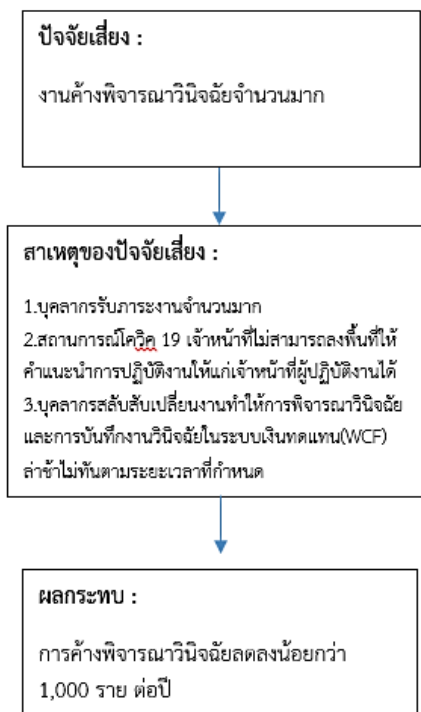 ปัจจัยเสี่ยง :
งานค้างพิจารณาวินิจฉัยจำนวนมาก
สาเหตุของปัจจัยเสี่ยง :
1.บุคลากรรับภาระงานจำนวนมาก
2.สถานการณ์โควิค 19 เจ้าหน้าที่ไม่สามารถลงพื้นที่ให้
คำแนะนำการปฏิบัติงานให้แก่เจ้าหน้าที่ผู้ปฏิบัติงานได้
3.บุคลากรสลับสับเปลี่ยนงานทำให้การพิจารณาวินิจฉัย
และการบันทึกงานวินิจฉัยในระบบเงินทดแทน(WCF)
ล่าช้าไม่ทันตามระยะเวลาที่กำหนด
ผลกระทบ :
การค้างพิจารณาวินิจฉัยลดลงน้อยกว่า
1,000 ราย ต่อปี